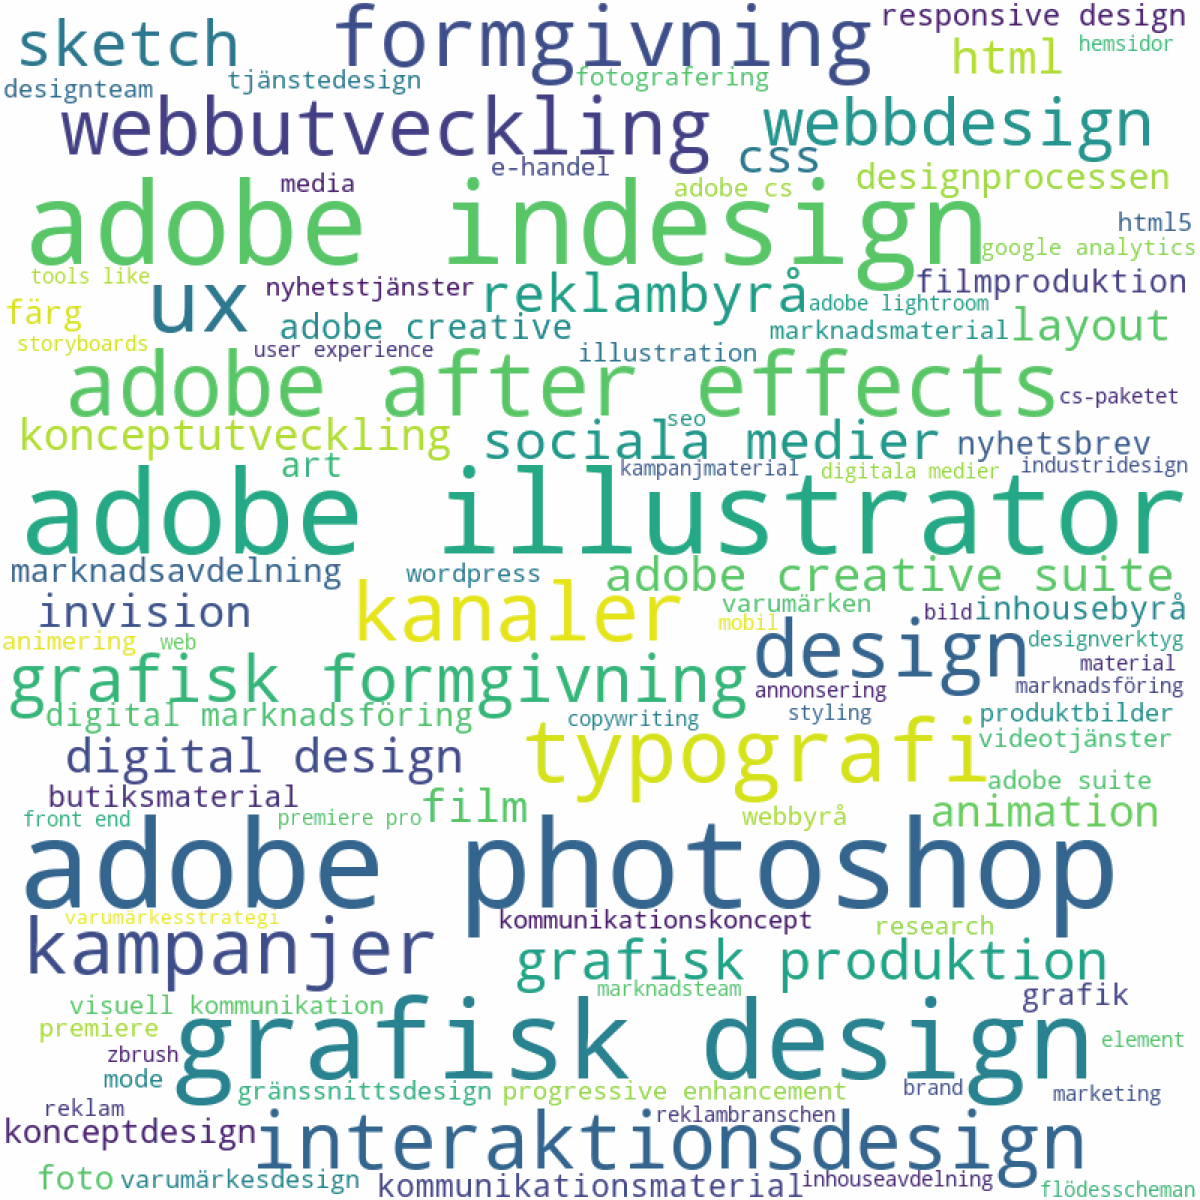 sketch
formgivning
responsive design
html
hemsidor
designteam
tjänstedesign
fotografering
webbutveckling
webbdesign
css
e-handel
media
adobe cs
designprocessen
adobe indesign
html5
google analytics
tools like
ux
nyhetstjänster
reklambyrå
filmproduktion
färg
adobe lightroom
adobe creative
marknadsmaterial
layout
storyboards
user experience
illustration
adobe after effects
cs-paketet
konceptutveckling
seo
sociala medier
nyhetsbrev
art
kampanjmaterial
digitala medier
industridesign
adobe illustrator
marknadsavdelning
wordpress
adobe creative suite
invision
kanaler
varumärken
bild
inhousebyrå
animering
web
mobil
design
designverktyg
material
grafisk formgivning
annonsering
marknadsföring
digital marknadsföring
copywriting
styling
produktbilder
typografi
videotjänster
digital design
adobe suite
butiksmaterial
film
animation
front end
premiere pro
webbyrå
adobe photoshop
varumärkesstrategi
kommunikationskoncept
research
kampanjer
grafisk produktion
marknadsteam
grafik
visuell kommunikation
premiere
grafisk design
element
zbrush
mode
gränssnittsdesign
progressive enhancement
brand
marketing
reklam
reklambranschen
konceptdesign
interaktionsdesign
foto
varumärkesdesign
kommunikationsmaterial
inhouseavdelning
flödesscheman